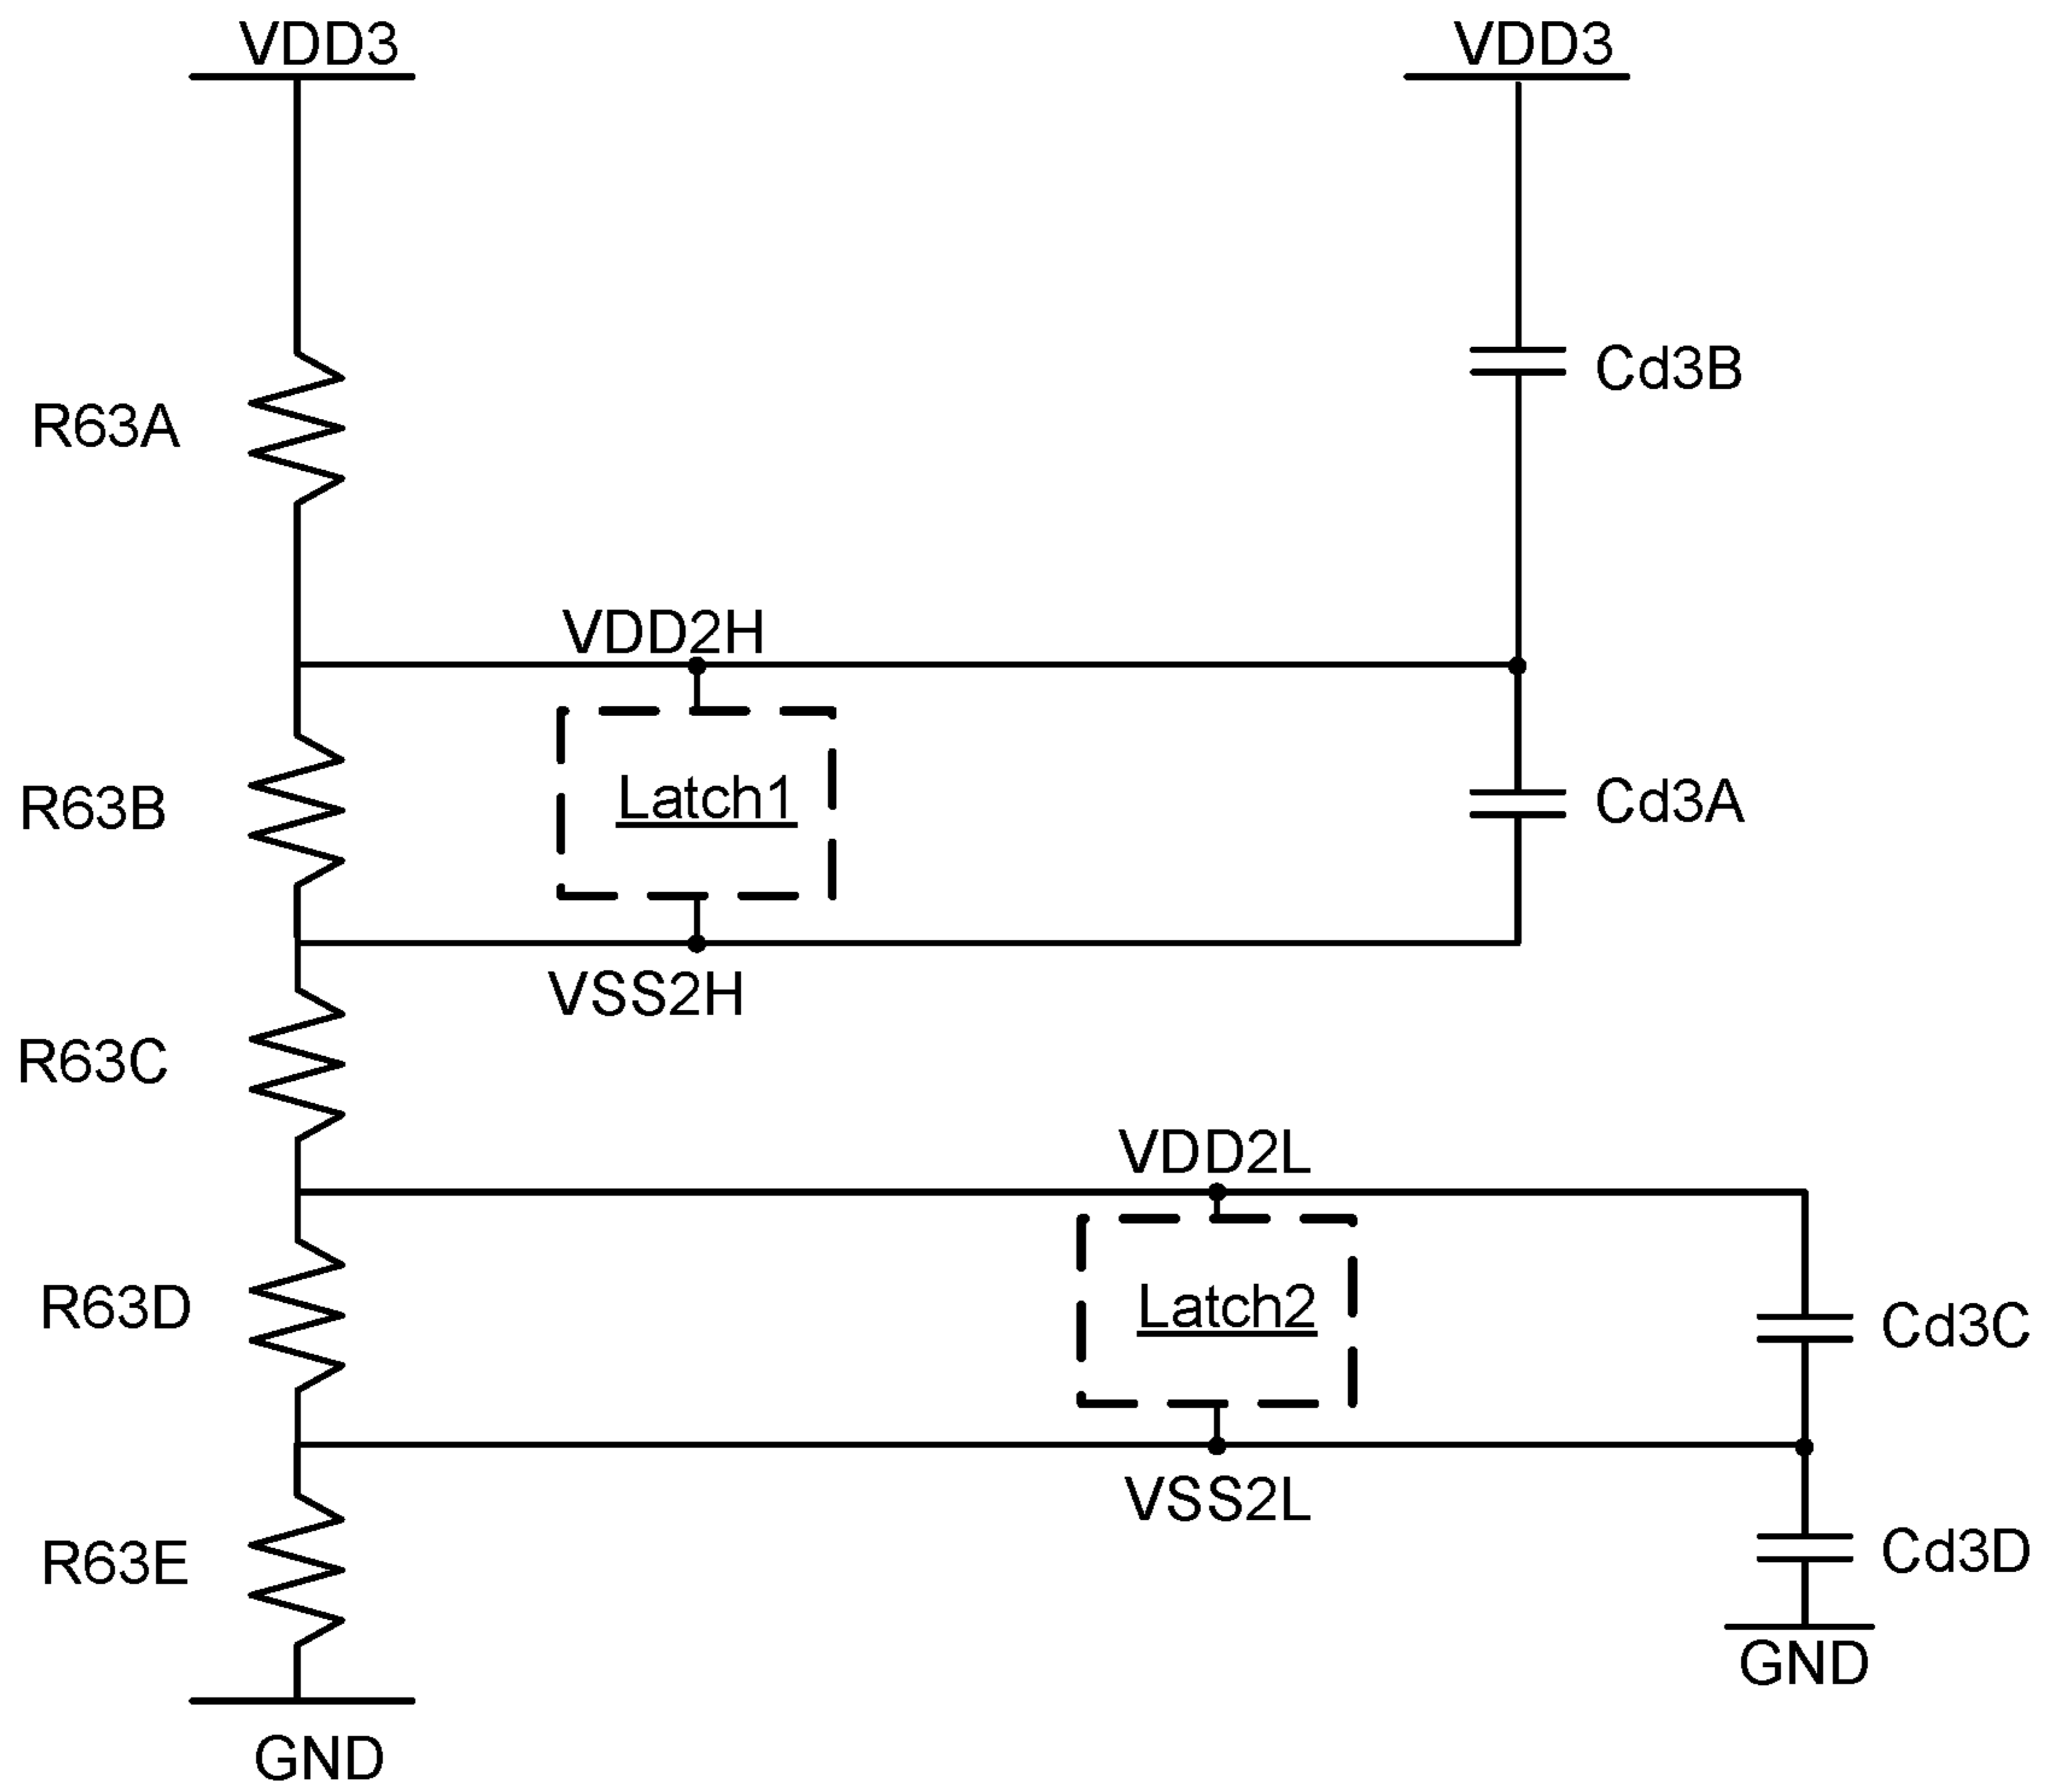 VDD3
VDD3
Cd3B
R63A
VDD2H
Latch1
Cd3A
R63B
VSS2H
R63C
VDD2L
Latch2
R63D
Cd3C
VSS2L
R63E
Cd3D
GND
GND